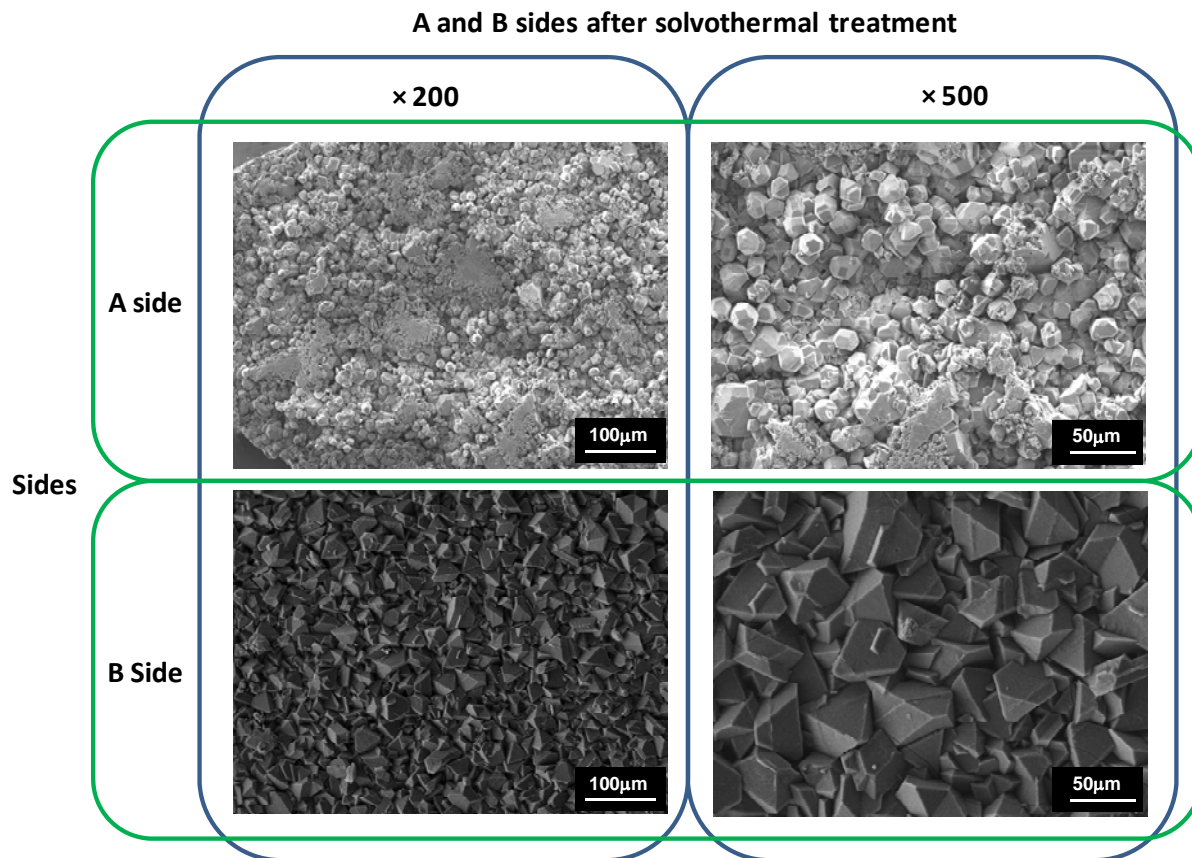 A and B sides after solvothermal treatment
× 200
× 500
A side
100μm
50μm
Sides
B Side
100μm
50μm